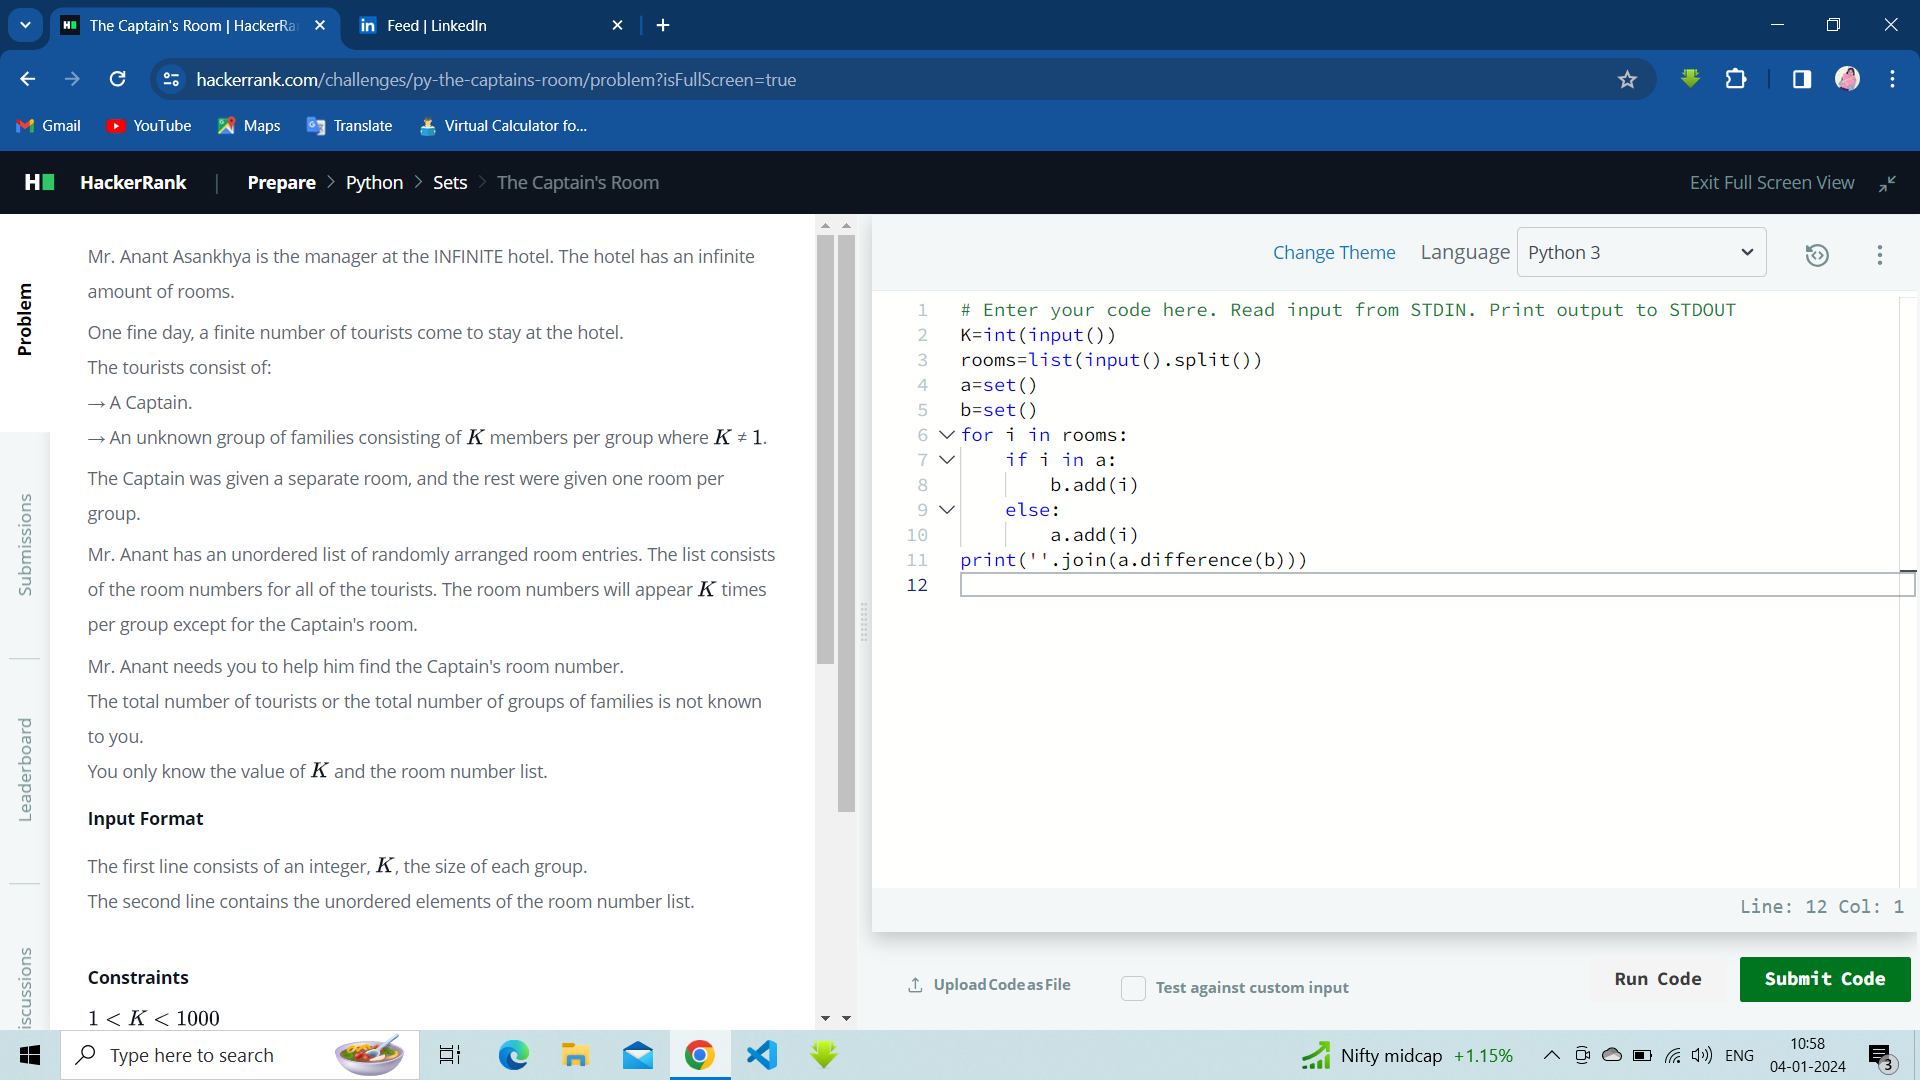 The Captain's Room | HackerRa
Feed | LinkedIn
hackerrank.com/challenges/py-the-captains-room/problem?isFullScreen=true
Gmail
YouTube
Maps
Translate
Virtual Calculator fo...
HackerRank
Prepare > Python > Sets > The Captain's Room
Exit Full Screen View
Problem
Submissions
Leaderboard
iscussions
Mr. Anant Asankhya is the manager at the INFINITE hotel. The hotel has an infinite
amount of rooms.
One fine day, a finite number of tourists come to stay at the hotel.
The tourists consist of:
→ A Captain.
→ An unknown group of families consisting of K members per group where K ≠ 1.
The Captain was given a separate room, and the rest were given one room per
group.
Mr. Anant has an unordered list of randomly arranged room entries. The list consists
of the room numbers for all of the tourists. The room numbers will appear K times
per group except for the Captain's room.
Mr. Anant needs you to help him find the Captain's room number.
The total number of tourists or the total number of groups of families is not known
to you.
You only know the value of K and the room number list.
Input Format
The first line consists of an integer, K, the size of each group.
The second line contains the unordered elements of the room number list.
Constraints
1 < K < 1000
Change Theme
Language
Python 3
1 # Enter your code here. Read input from STDIN. Print output to STDOUT
2 K=int(input())
3 rooms=list(input().split())
4 a=set()
5 b=set()
6 for i in rooms:
7     if i in a:
8         b.add(i)
9     else:
10         a.add(i)
11 print(''.join(a.difference(b)))
12
Line: 12 Col: 1
Upload Code as File
Test against custom input
Run Code
Submit Code
Type here to search
Nifty midcap +1.15%
ENG
10:58
04-01-2024
3